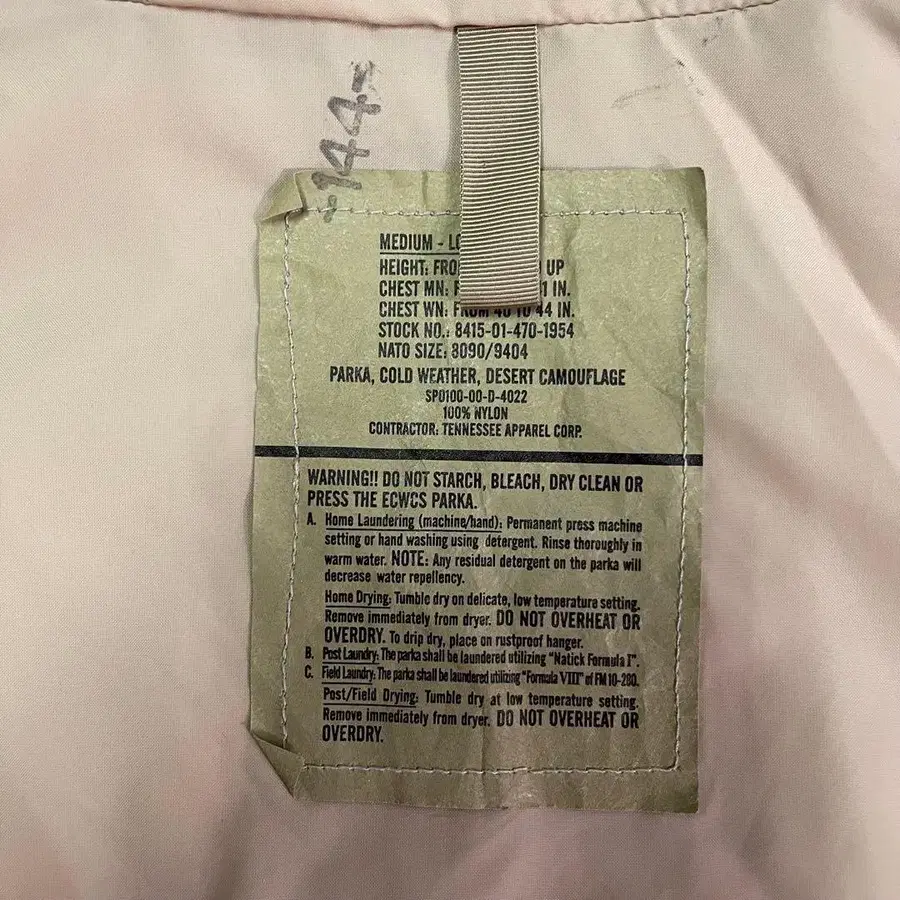 -144-
MEDIUM - LO
HEIGHT: FRO UP
CHEST MN: F 1 IN.
CHEST WN: FROM 40 TO 44 IN.
STOCK NO.: 8415-01-470-1954
NATO SIZE: 8090/9404
PARKA, COLD WEATHER, DESERT CAMOUFLAGE
SPO100-00-D-4022
100% NYLON
CONTRACTOR: TENNESSEE APPAREL CORP.
WARNING!! DO NOT STARCH, BLEACH, DRY CLEAN OR
PRESS THE ECWCS PARKA.
A. Home Laundering (machine/hand): Permanent press machine
setting or hand washing using detergent. Rinse thoroughly in
warm water. NOTE: Any residual detergent on the parka will
decrease water repellency.
Home Drying: Tumble dry on delicate, low temperature setting.
Remove immediately from dryer. DO NOT OVERHEAT OR
OVERDRY. To drip dry, place on rustproof hanger.
B. Post Laundry: The parka shall be laundered utilizing "Natick Formula I".
C. Field Laundry: The parka shall be laundered utilizing "Formula VIII" of FM 10-280.
Post/Field Drying: Tumble dry at low temperature setting.
Remove immediately from dryer. DO NOT OVERHEAT OR
OVERDRY.